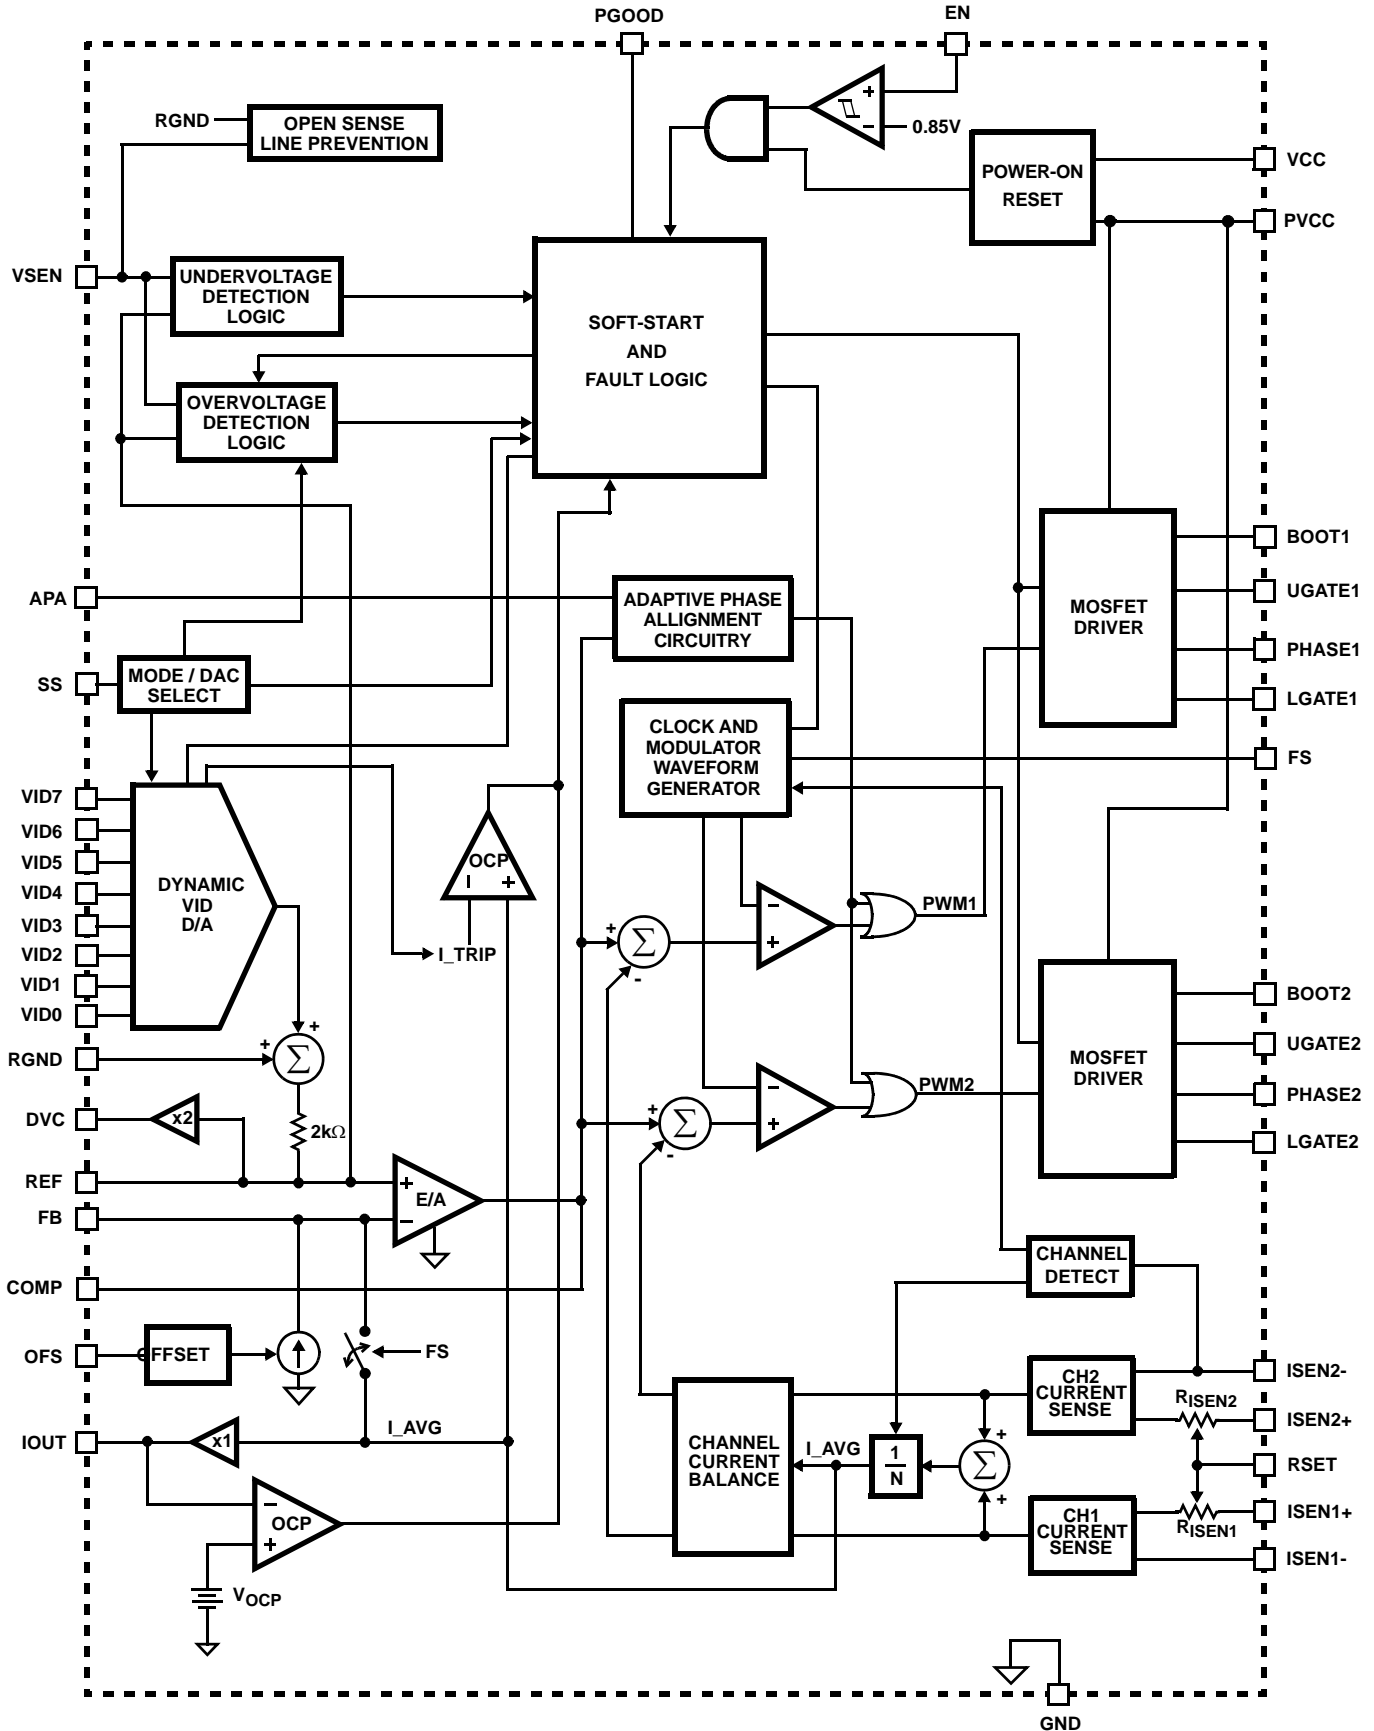 PGOOD
EN
RGND
OPEN SENSE
LINE PREVENTION
+
−
0.85V
POWER-ON
RESET
VCC
PVCC
VSEN
UNDERVOLTAGE
DETECTION
LOGIC
SOFT-START
AND
FAULT LOGIC
OVERVOLTAGE
DETECTION
LOGIC
BOOT1
APA
ADAPTIVE PHASE
ALLIGNMENT
CIRCUITRY
MOSFET
DRIVER
UGATE1
PHASE1
SS
MODE / DAC
SELECT
LGATE1
CLOCK AND
MODULATOR
WAVEFORM
GENERATOR
FS
VID7
VID6
VID5
VID4
VID3
VID2
VID1
VID0
DYNAMIC
VID
D/A
OCP
− +
I_TRIP
+
Σ
-
−
+
PWM1
BOOT2
UGATE2
PHASE2
LGATE2
MOSFET
DRIVER
RGND
+
+
Σ
DVC
x2
2kΩ
+
Σ
-
−
+
PWM2
REF
+
E/A
−
FB
COMP
CHANNEL
DETECT
OFS
OFFSET
FS
ISEN2-
CH2
CURRENT
SENSE
RISEN2
ISEN2+
IOUT
x1
I_AVG
CHANNEL
CURRENT
BALANCE
I_AVG
1
N
+
Σ
+
RSET
ISEN1+
CH1
CURRENT
SENSE
RISEN1
ISEN1-
−
OCP
+
VOCP
GND